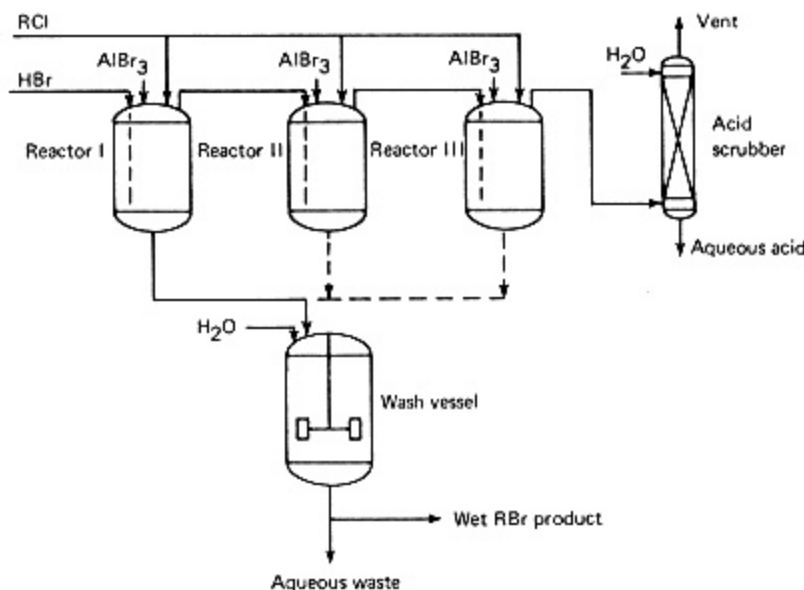 RCl
HBr
AlBr3
AlBr3
AlBr3
H2O
Vent
Reactor I
Reactor II
Reactor III
Acid
scrubber
Aqueous acid
H2O
Wash vessel
Wet RBr product
Aqueous waste